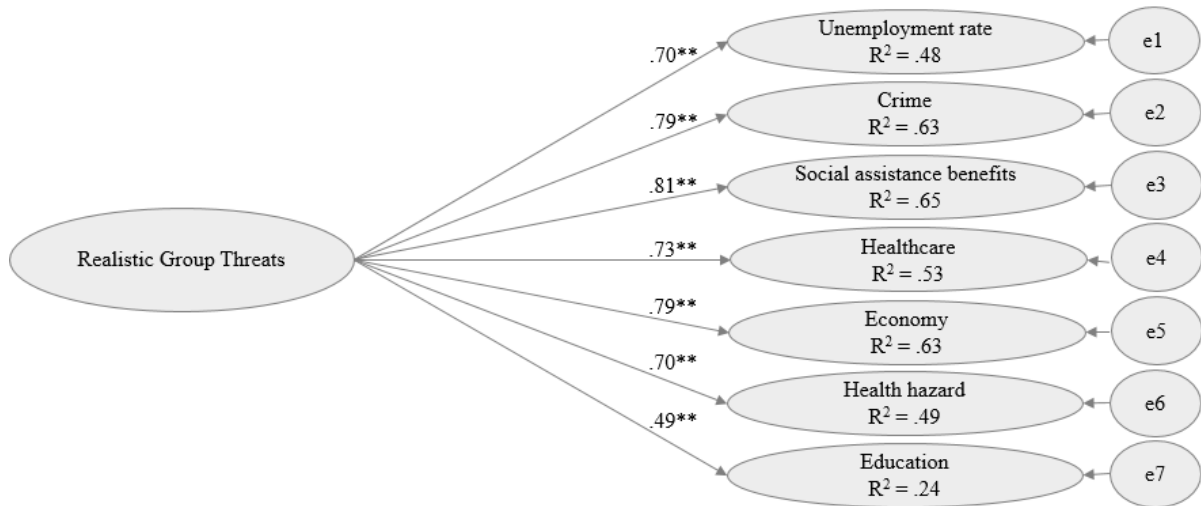 Unemployment rate
R² = .48
e1
.70**
Crime
R² = .63
e2
.79**
Social assistance benefits
R² = .65
e3
.81**
Realistic Group Threats
Healthcare
R² = .53
e4
.73**
Economy
R² = .63
e5
.79**
Health hazard
R² = .49
e6
.70**
Education
R² = .24
e7
.49**